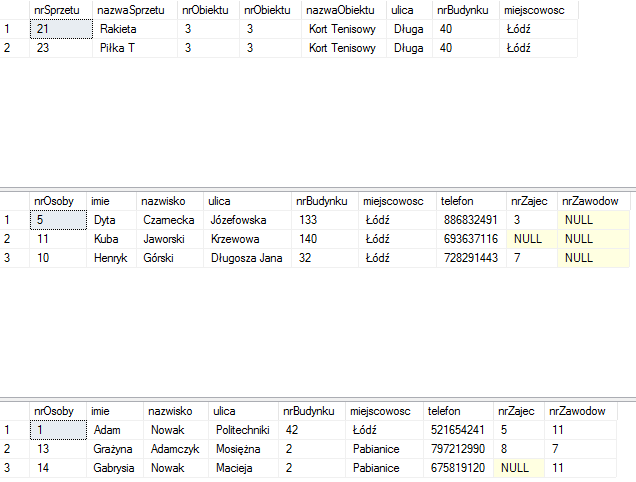 nrSprzetu nazwaSprzetu nrObiektu nrObiektu nazwaObiektu ulica nrBudynku miejscowosc
1 21 Rakieta 3 3 Kort Tenisowy Długa 40 Łódź
2 23 Piłka T 3 3 Kort Tenisowy Długa 40 Łódź
nrOsoby imie nazwisko ulica nrBudynku miejscowosc telefon nrZajec nrZawodow
1 5 Dyta Czarnecka Józefowska 133 Łódź 886832491 3 NULL
2 11 Kuba Jaworski Krzewowa 140 Łódź 693637116 NULL NULL
3 10 Henryk Górski Długosza Jana 32 Łódź 728291443 7 NULL
nrOsoby imie nazwisko ulica nrBudynku miejscowosc telefon nrZajec nrZawodow
1 1 Adam Nowak Politechniki 42 Łódź 521654241 5 11
2 13 Grażyna Adamczyk Mosiężna 2 Pabianice 797212990 8 7
3 14 Gabrysia Nowak Macieja 2 Pabianice 675819120 NULL 11